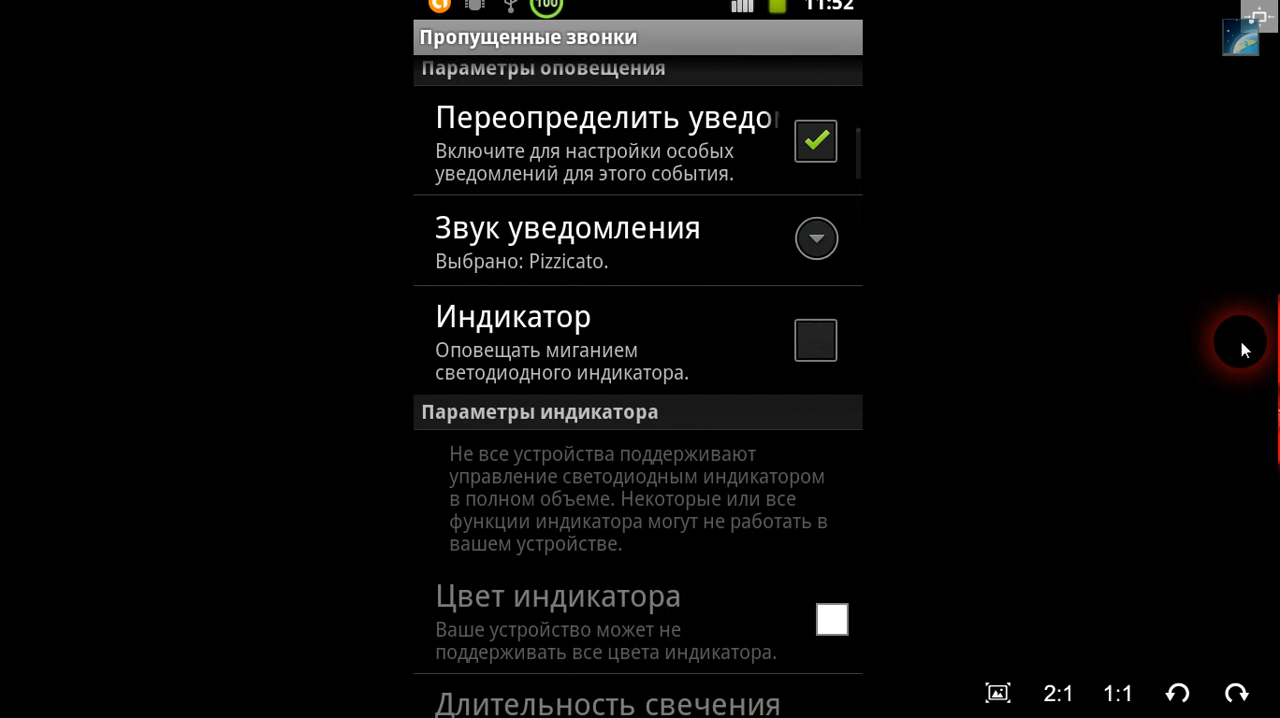 100
11:52
Пропущенные звонки
Параметры оповещения
Переопределить уведо
Включите для настройки особых
уведомлений для этого события.
Звук уведомления
Выбрано: Pizzicato.
Индикатор
Оповещать миганием
светодиодного индикатора.
Параметры индикатора
Не все устройства поддерживают
управление светодиодным индикатором
в полном объеме. Некоторые или все
функции индикатора могут не работать в
вашем устройстве.
Цвет индикатора
Ваше устройство может не
поддерживать все цвета индикатора.
Длительность свечения
2:1 1:1